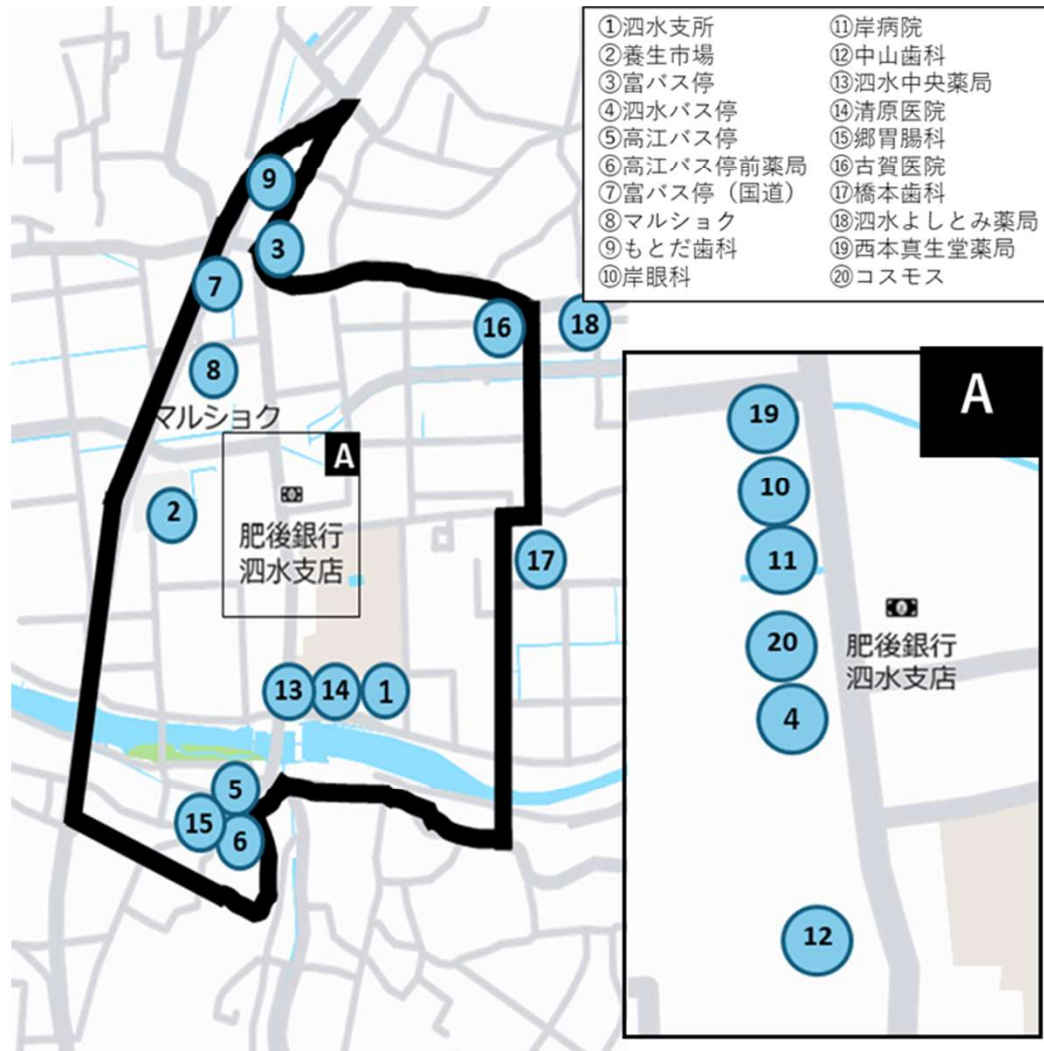 ①泗水支所
②養生市場
③富バス停
④泗水バス停
⑤高江バス停
⑥高江バス停前薬局
⑦富バス停（国道）
⑧マルショク
⑨もとだ歯科
⑩岸眼科
⑪岸病院
⑫中山歯科
⑬泗水中央薬局
⑭清原医院
⑮郷胃腸科
⑯古賀医院
⑰橋本歯科
⑱泗水よしとみ薬局
⑲西本真生堂薬局
⑳コスモス
9
3
7
16
18
8
マルショク
A
2
肥後銀行
泗水支店
17
13
14
1
5
15
6
A
19
10
11
20
肥後銀行
泗水支店
4
12